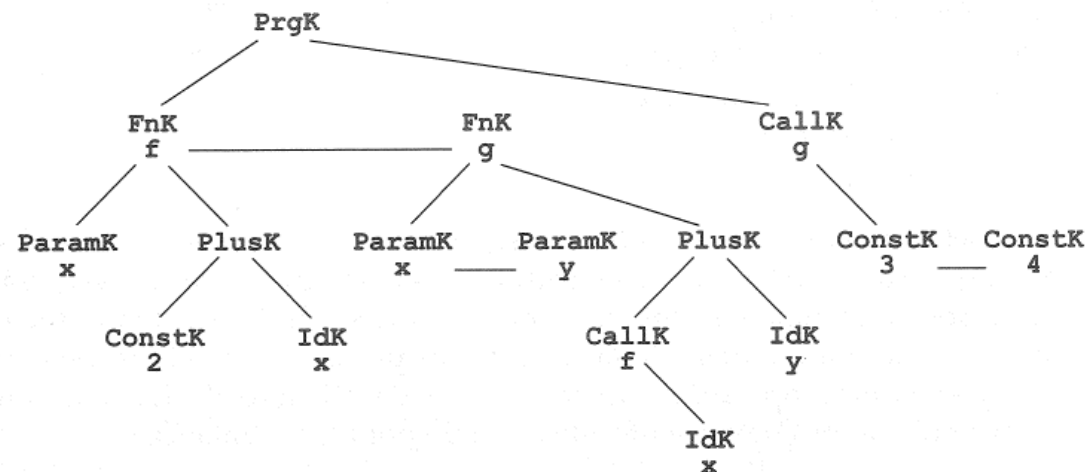 PrgK
FnK FnK CallK
f g g
ParamK PlusK ParamK ParamK PlusK ConstK ConstK
x x y 3 4
ConstK IdK CallK IdK
2 x f y
IdK
x